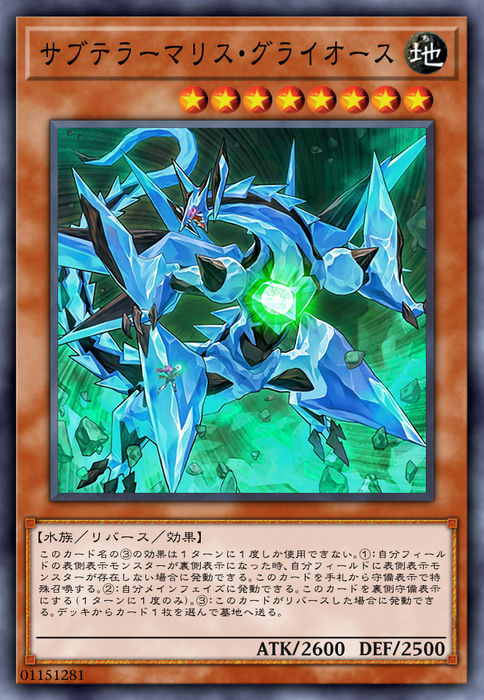 サブテラーマリス・グライオース
ち
地
【水族／リバース／効果】
このカード名の③の効果は１ターンに１度しか使用できない。①：自分フィール
ドの表側表示モンスターが裏側表示になった時、自分フィールドに表側表示モ
ンスターが存在しない場合に発動できる。このカードを手札から守備表示で特
殊召喚する。②：自分メインフェイズに発動できる。このカードを裏側守備表示
にする（１ターンに１度のみ）。③：このカードがリバースした場合に発動でき
る。デッキからカード１枚を選んで墓地へ送る。
ATK/2600 DEF/2500
01151281